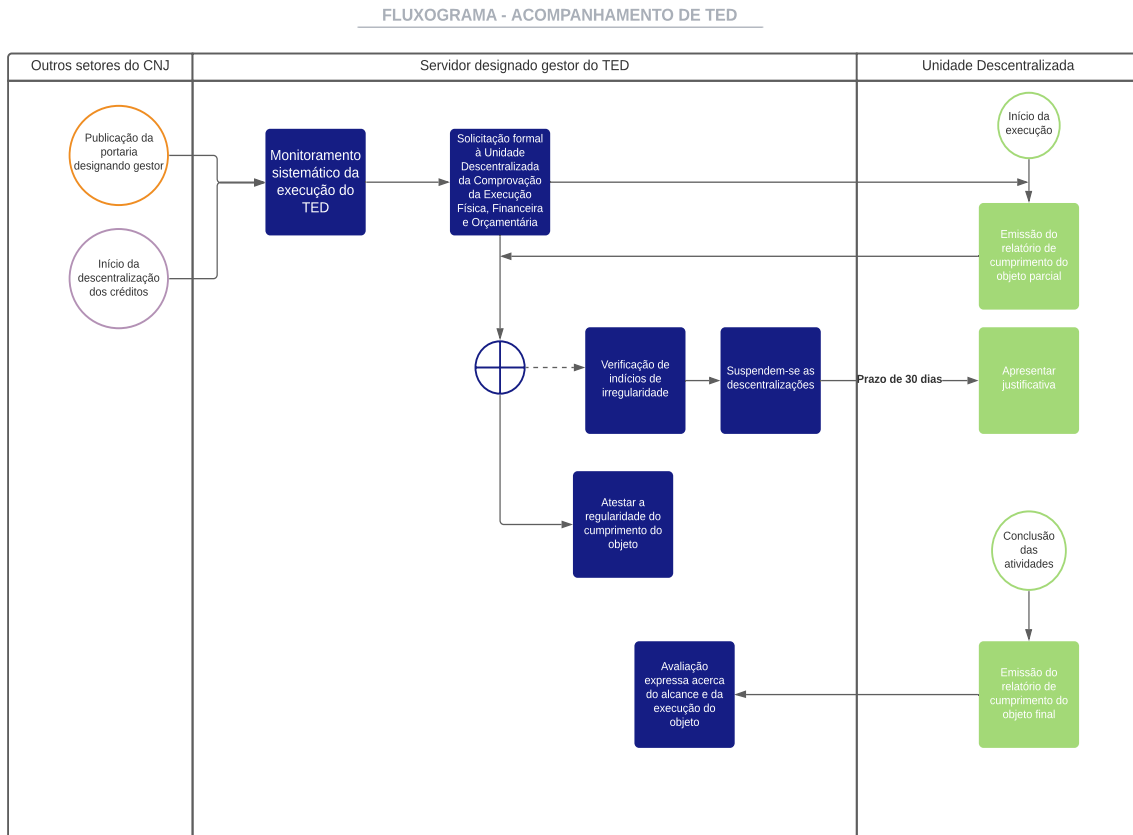 FLUXOGRAMA - ACOMPANHAMENTO DE TED
Outros setores do CNJ
Servidor designado gestor do TED
Unidade Descentralizada
Publicação da
portaria
designando gestor
Início da
descentralização
dos créditos
Monitoramento
sistemático da
execução do
TED
Solicitação formal
à Unidade
Descentralizada
da Comprovação
da Execução
Física, Financeira
e Orçamentária
Início da
execução
Emissão do
relatório de
cumprimento do
objeto parcial
Verificação de
indícios de
irregularidade
Suspendem-se as
descentralizações
Prazo de 30 dias
Apresentar
justificativa
Atestar a
regularidade do
cumprimento do
objeto
Conclusão
das
atividades
Avaliação
expressa acerca
do alcance e da
execução do
objeto
Emissão do
relatório de
cumprimento do
objeto final